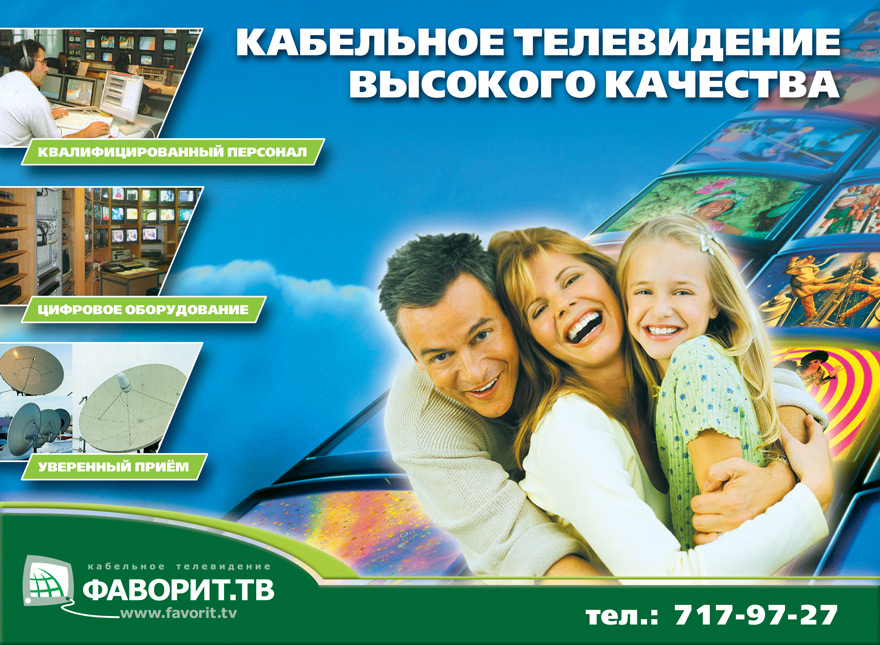 КАБЕЛЬНОЕ ТЕЛЕВИДЕНИЕ
ВЫСОКОГО КАЧЕСТВА
КВАЛИФИЦИРОВАННЫЙ ПЕРСОНАЛ
ЦИФРОВОЕ ОБОРУДОВАНИЕ
УВЕРЕННЫЙ ПРИЁМ
кабельное телевидение
ФАВОРИТ.ТВ
www.favorit.tv
тел.: 717-97-27